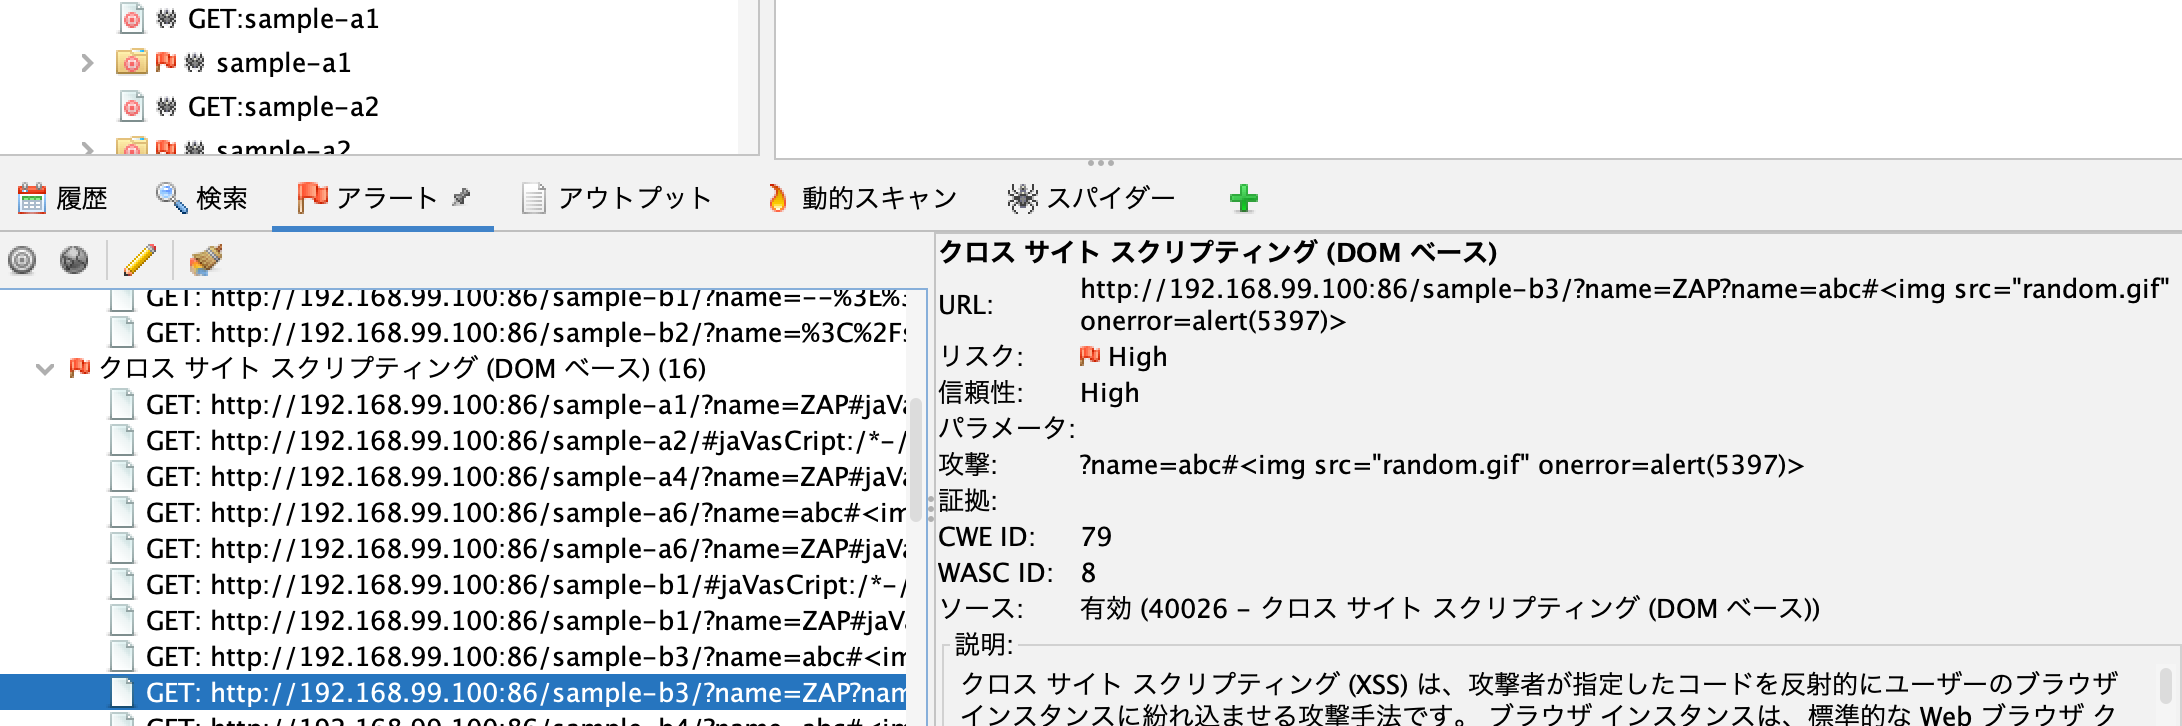 GET:sample-a1
sample-a1
GET:sample-a2
sample-a2
履歴
検索
アラート
アウトプット
動的スキャン
スパイダー
GET: http://192.168.99.100:86/sample-b1/?name=--%3E%3
GET: http://192.168.99.100:86/sample-b2/?name=%3C%2Fs
クロス サイト スクリプティング (DOM ベース) (16)
GET: http://192.168.99.100:86/sample-a1/?name=ZAP#jaVa
GET: http://192.168.99.100:86/sample-a2/#jaVasCript:/*-/
GET: http://192.168.99.100:86/sample-a4/?name=ZAP#jaVa
GET: http://192.168.99.100:86/sample-a6/?name=abc#<im
GET: http://192.168.99.100:86/sample-a6/?name=ZAP#jaVa
GET: http://192.168.99.100:86/sample-b1/#jaVasCript:/*-/
GET: http://192.168.99.100:86/sample-b1/?name=ZAP#jaVa
GET: http://192.168.99.100:86/sample-b3/?name=abc#<im
GET: http://192.168.99.100:86/sample-b3/?name=ZAP?nam
GET: http://192.168.99.100:86/sample-b4/?name=abc#<im
クロス サイト スクリプティング (DOM ベース)
URL: http://192.168.99.100:86/sample-b3/?name=ZAP?name=abc#<img src="random.gif"
onerror=alert(5397)>
リスク: High
信頼性: High
パラメータ:
攻撃: ?name=abc#<img src="random.gif" onerror=alert(5397)>
証拠:
CWE ID: 79
WASC ID: 8
ソース: 有効 (40026 - クロス サイト スクリプティング (DOM ベース))
説明:
クロス サイト スクリプティング (XSS) は、攻撃者が指定したコードを反射的にユーザーのブラウザ
インスタンスに紛れ込ませる攻撃手法です。 ブラウザ インスタンスは、標準的な Web ブラウザ ク